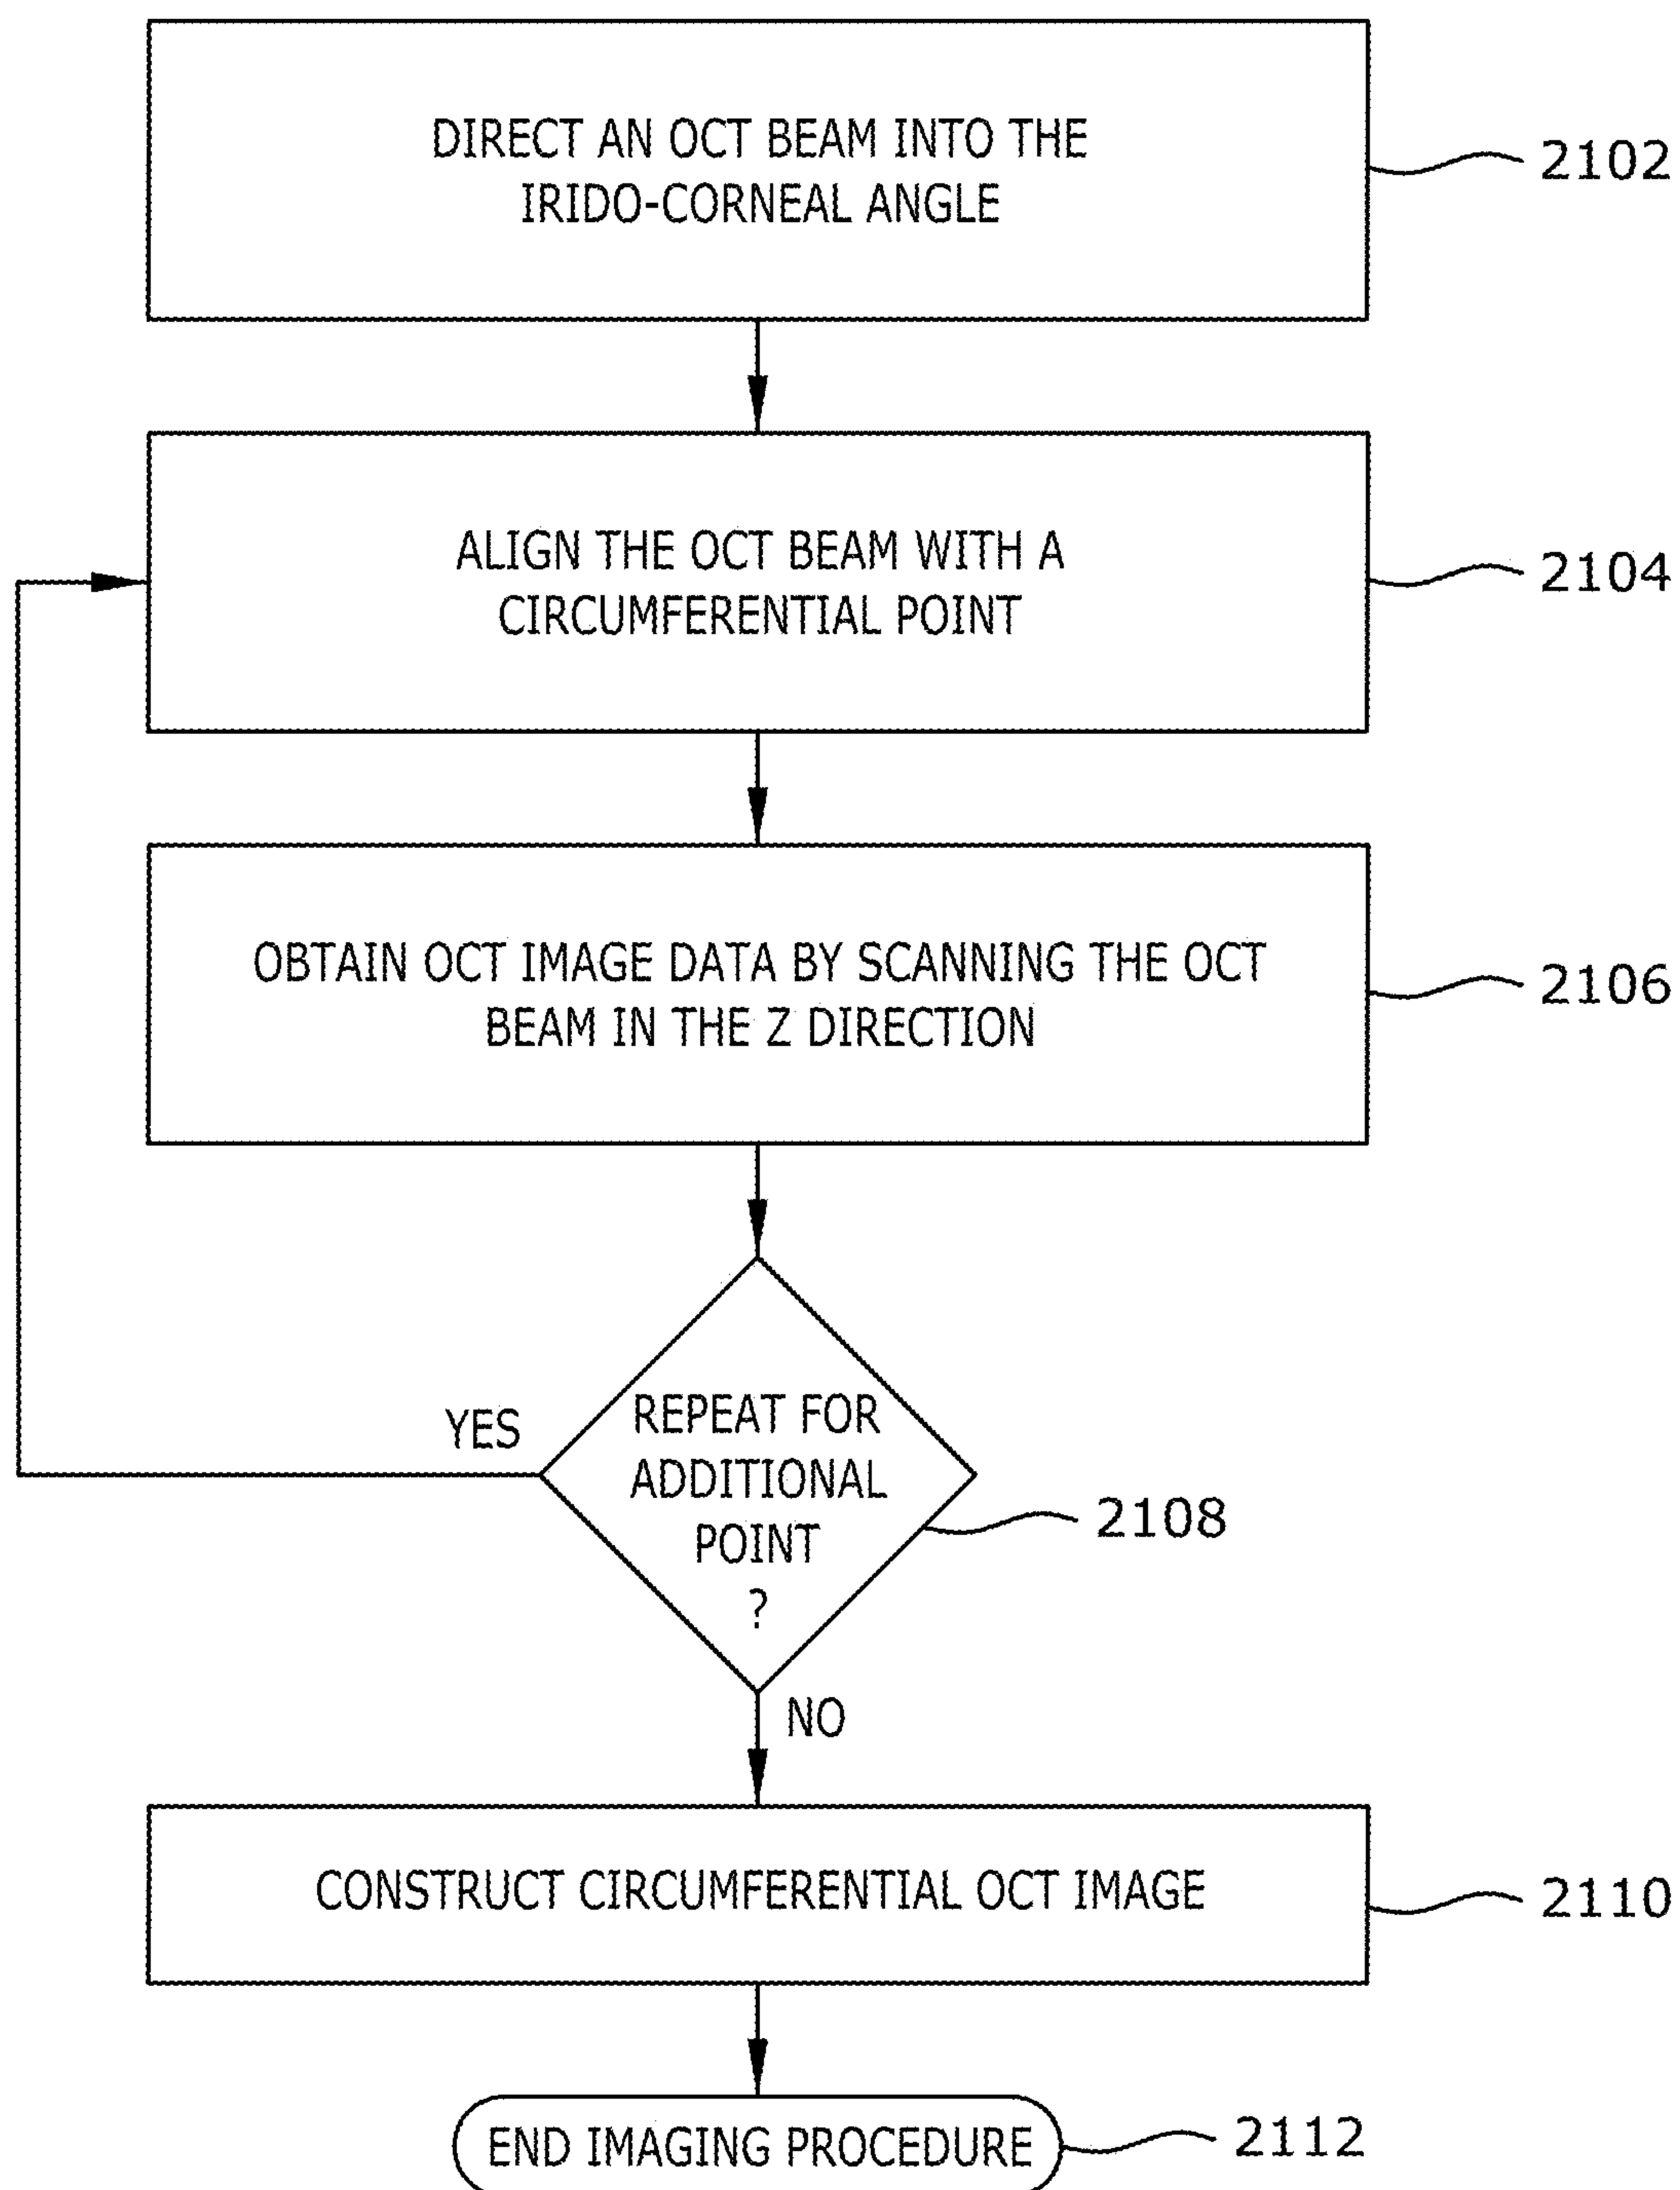 DIRECT AN OCT BEAM INTO THE
IRIDO-CORNEAL ANGLE
2102
ALIGN THE OCT BEAM WITH A
CIRCUMFERENTIAL POINT
2104
OBTAIN OCT IMAGE DATA BY SCANNING THE OCT
BEAM IN THE Z DIRECTION
2106
YES
REPEAT FOR
ADDITIONAL
POINT
?
2108
NO
CONSTRUCT CIRCUMFERENTIAL OCT IMAGE
2110
END IMAGING PROCEDURE
2112